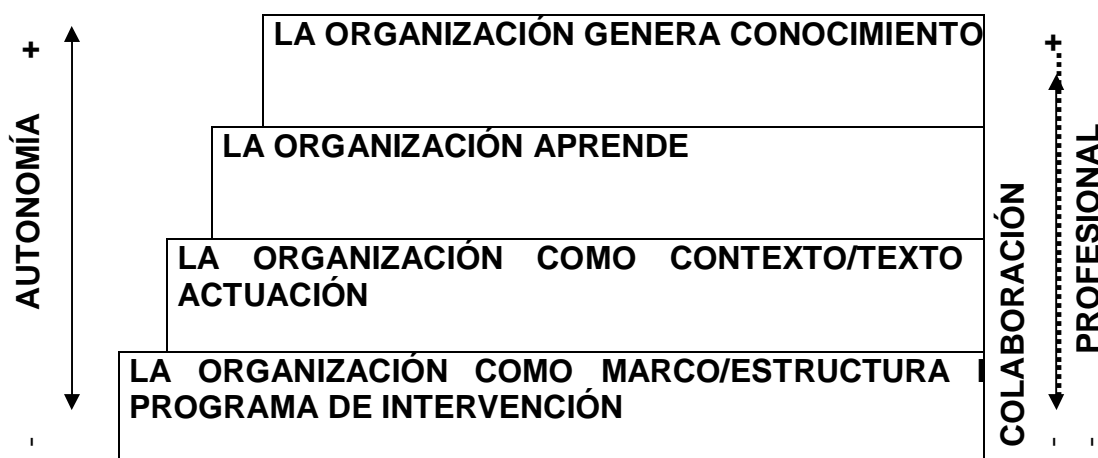 +
AUTONOMÍA
-
LA ORGANIZACIÓN GENERA CONOCIMIENTO
LA ORGANIZACIÓN APRENDE
LA ORGANIZACIÓN COMO CONTEXTO/TEXTO
ACTUACIÓN
LA ORGANIZACIÓN COMO MARCO/ESTRUCTURA
PROGRAMA DE INTERVENCIÓN
COLABORACIÓN
+
-
PROFESIONAL
-